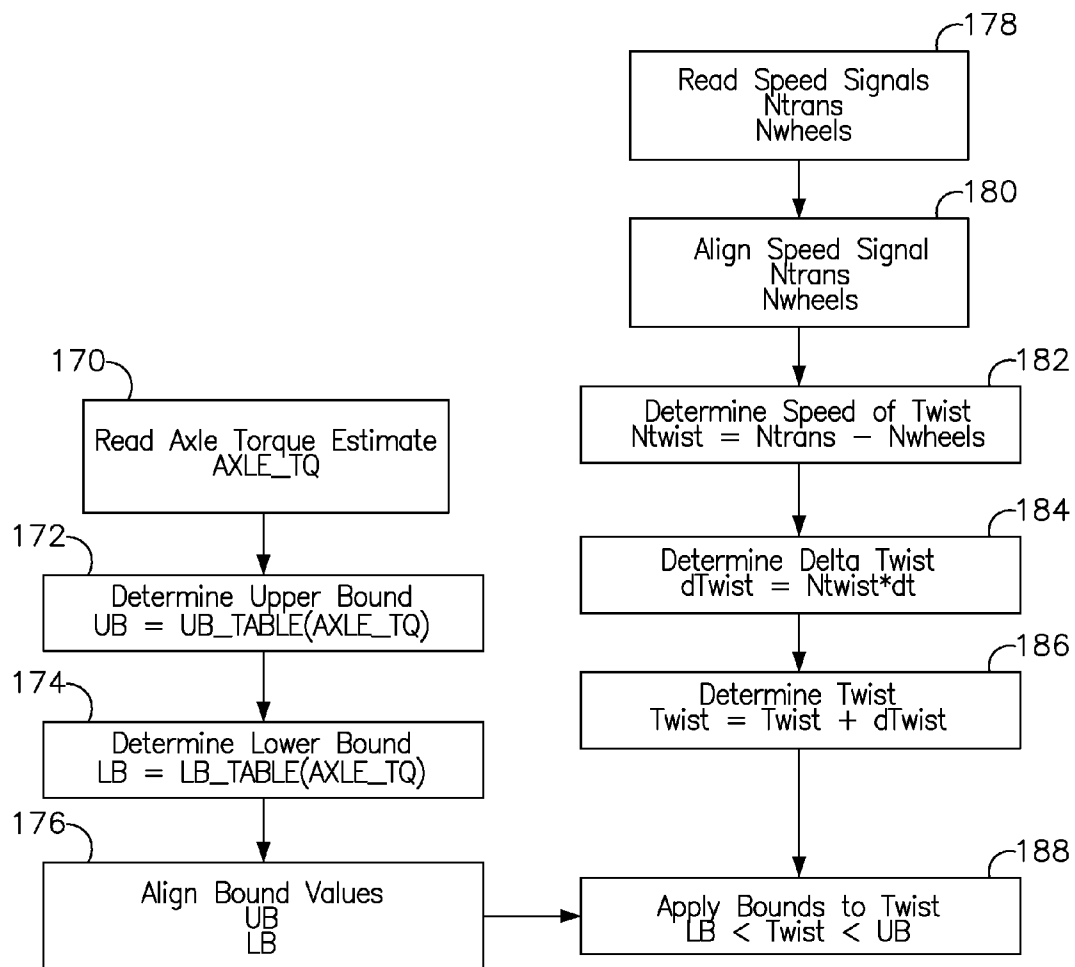 178
Read Speed Signals
Ntrans
Nwheels
180
Align Speed Signal
Ntrans
Nwheels
170
Read Axle Torque Estimate
AXLE_TQ
182
Determine Speed of Twist
Ntwist = Ntrans - Nwheels
172
Determine Upper Bound
UB = UB_TABLE(AXLE_TQ)
184
Determine Delta Twist
dTwist = Ntwist*dt
174
Determine Lower Bound
LB = LB_TABLE(AXLE_TQ)
186
Determine Twist
Twist = Twist + dTwist
176
Align Bound Values
UB
LB
188
Apply Bounds to Twist
LB < Twist < UB